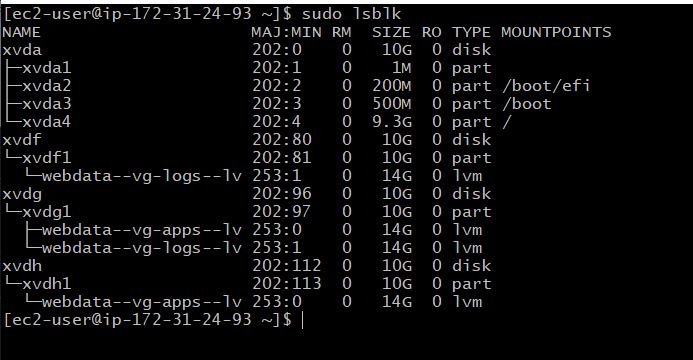 [ec2-user@ip-172-31-24-93 ~]$ sudo lsblk
NAME                     MAJ:MIN RM  SIZE RO TYPE MOUNTPOINTS
xvda                     202:0    0   10G  0 disk
├─xvda1                  202:1    0    1M  0 part
├─xvda2                  202:2    0  200M  0 part /boot/efi
├─xvda3                  202:3    0  500M  0 part /boot
└─xvda4                  202:4    0  9.3G  0 part /
xvdf                     202:80   0   10G  0 disk
└─xvdf1                  202:81   0   10G  0 part
  └─webdata--vg-logs--lv 253:1    0   14G  0 lvm
xvdg                     202:96   0   10G  0 disk
└─xvdg1                  202:97   0   10G  0 part
  ├─webdata--vg-apps--lv 253:0    0   14G  0 lvm
  └─webdata--vg-logs--lv 253:1    0   14G  0 lvm
xvdh                     202:112  0   10G  0 disk
└─xvdh1                  202:113  0   10G  0 part
  └─webdata--vg-apps--lv 253:0    0   14G  0 lvm
[ec2-user@ip-172-31-24-93 ~]$